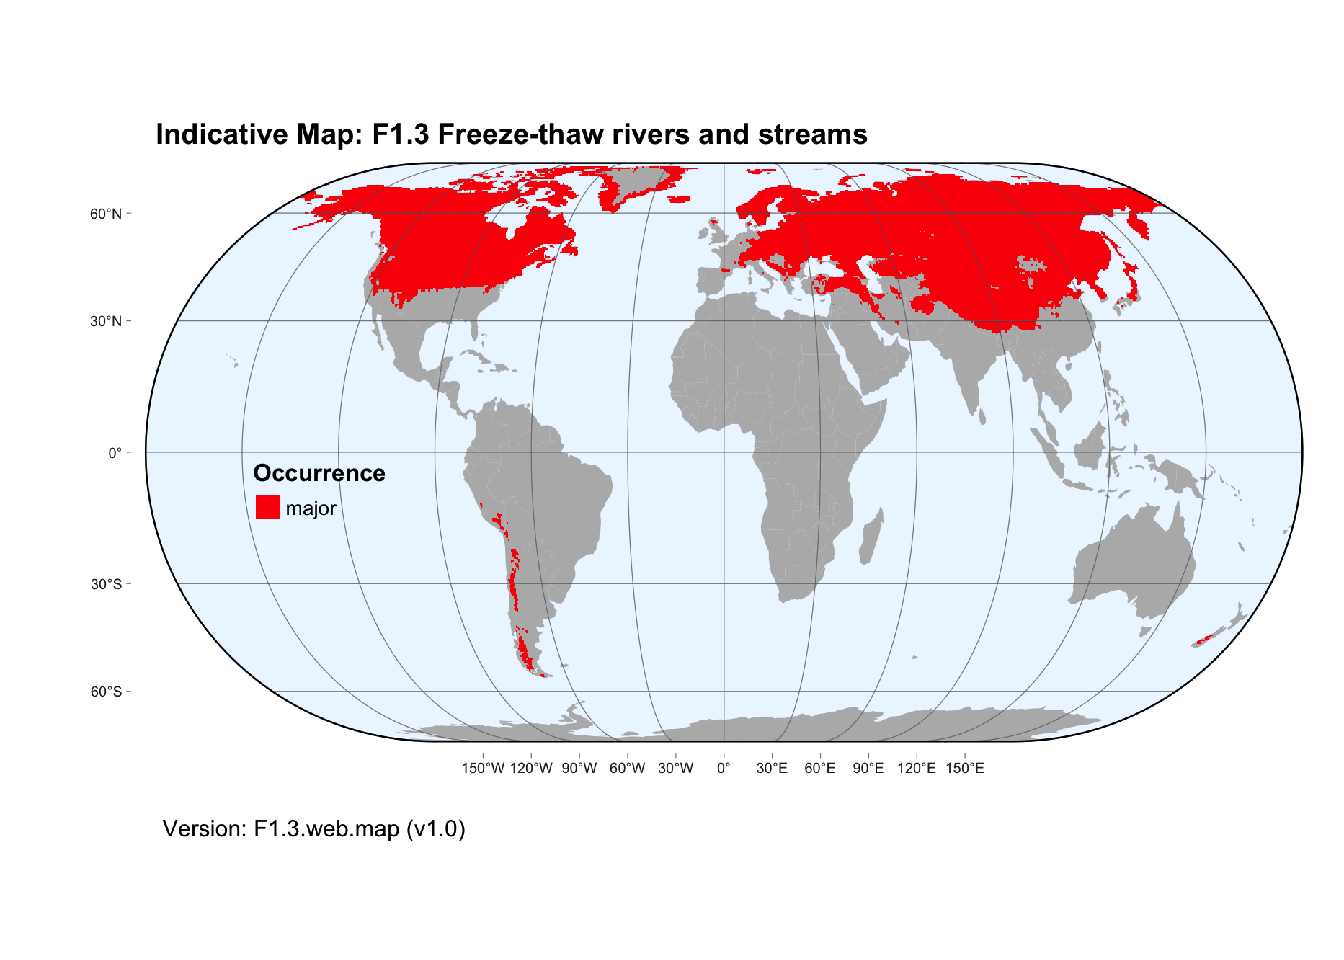 Indicative Map: F1.3 Freeze-thaw rivers and streams
60°N
30°N
0°
Occurrence
major
30°S
60°S
150°W 120°W 90°W 60°W 30°W 0° 30°E 60°E 90°E 120°E 150°E
Version: F1.3.web.map (v1.0)